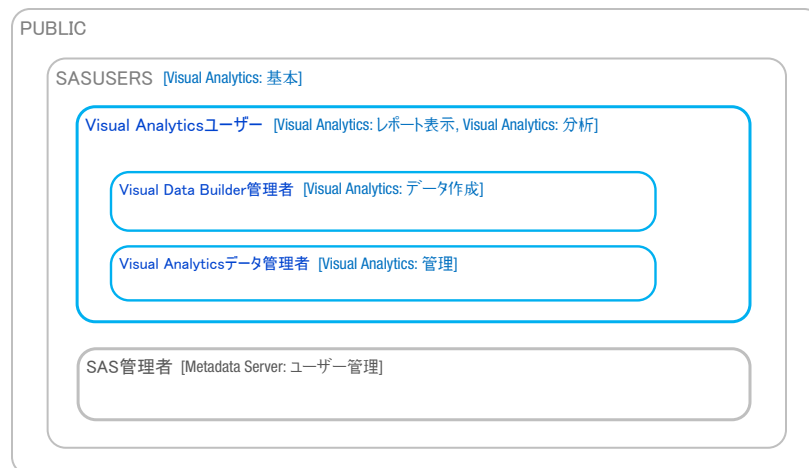 PUBLIC
SASUSERS [Visual Analytics: 基本]
Visual Analyticsユーザー [Visual Analytics: レポート表示, Visual Analytics: 分析]
Visual Data Builder管理者 [Visual Analytics: データ作成]
Visual Analyticsデータ管理者 [Visual Analytics: 管理]
SAS管理者 [Metadata Server: ユーザー管理]